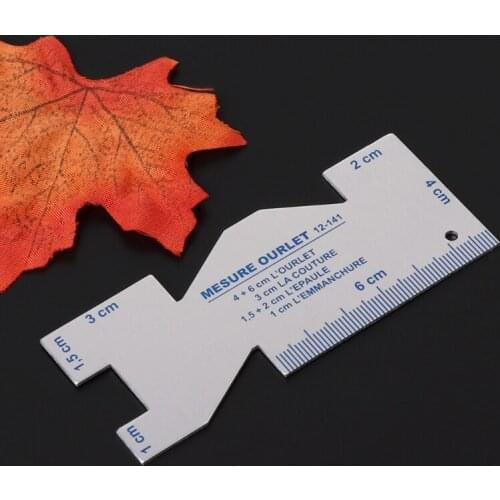 2 cm
4 cm
MESURE OURLET 12-141
4 + 6 cm L'OURLET
3 cm LA COUTURE
1.5 + 2 cm L'EPAULE
1 cm L'EMMANCHURE
6 cm
3 cm
1,5 cm
1 cm